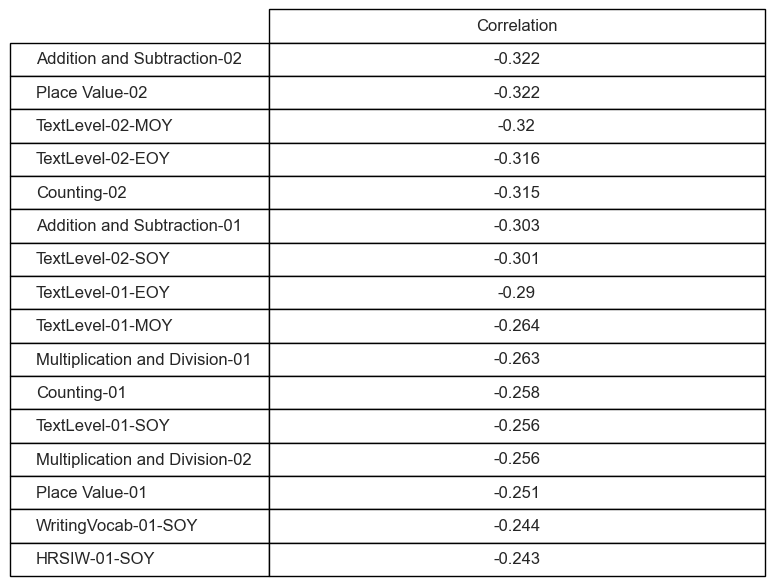 Correlation
Addition and Subtraction-02 -0.322
Place Value-02 -0.322
TextLevel-02-MOY -0.32
TextLevel-02-EOY -0.316
Counting-02 -0.315
Addition and Subtraction-01 -0.303
TextLevel-02-SOY -0.301
TextLevel-01-EOY -0.29
TextLevel-01-MOY -0.264
Multiplication and Division-01 -0.263
Counting-01 -0.258
TextLevel-01-SOY -0.256
Multiplication and Division-02 -0.256
Place Value-01 -0.251
WritingVocab-01-SOY -0.244
HRSIW-01-SOY -0.243